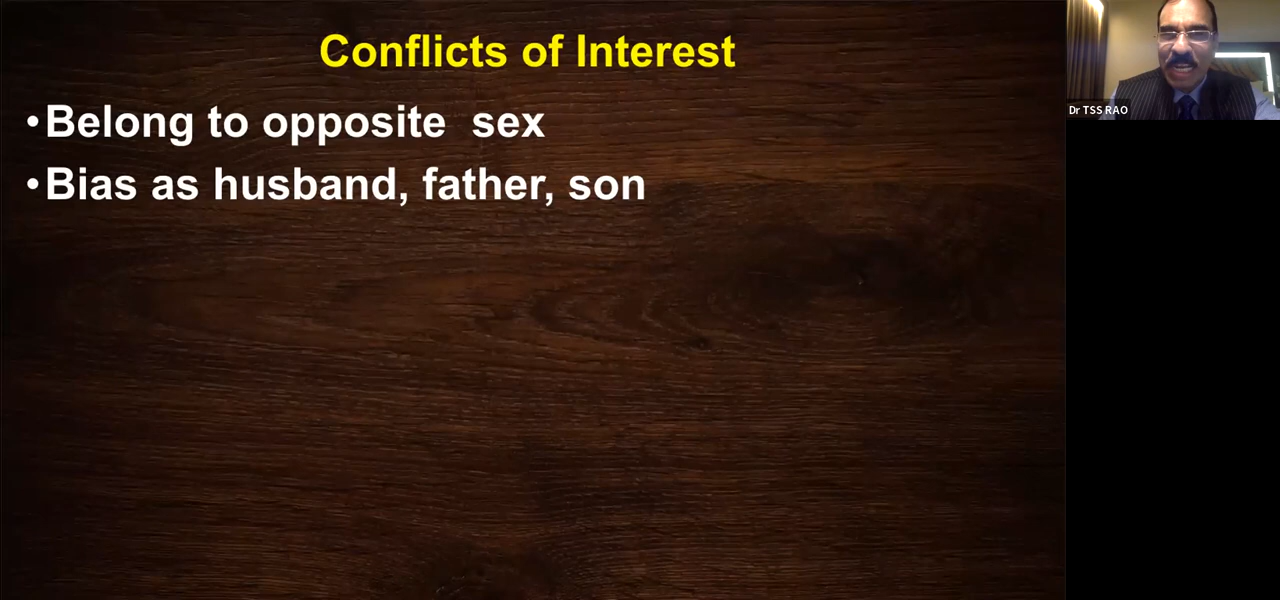 Conflicts of Interest
•Belong to opposite  sex
•Bias as husband, father, son
Dr TSS RAO